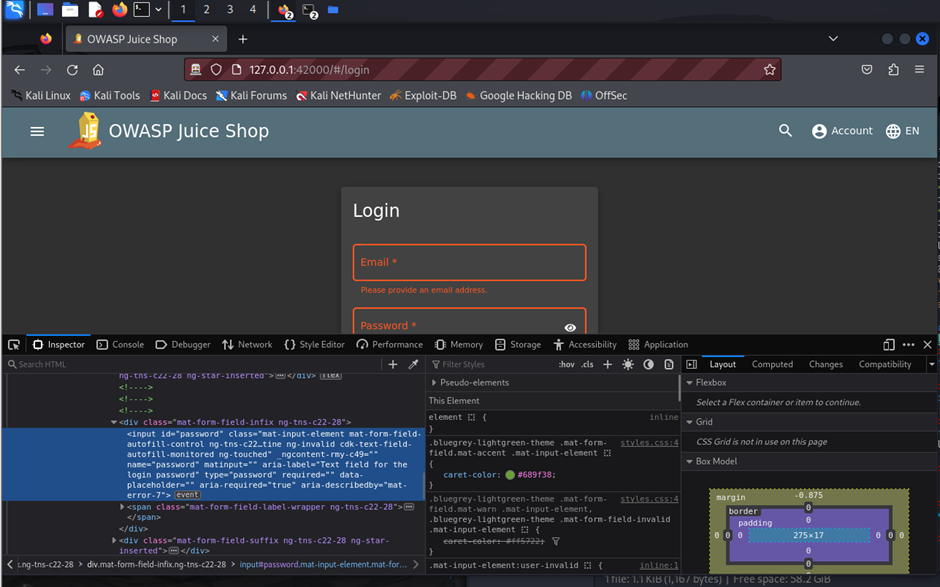 1 2 3 4 2 2
OWASP Juice Shop
127.0.0.1:42000/#/login
Kali Linux Kali Tools Kali Docs Kali Forums Kali NetHunter Exploit-DB Google Hacking DB OffSec
JS OWASP Juice Shop Account EN
Login
Email *
Please provide an email address.
Password *
Inspector Console Debugger Network {} Style Editor Performance Memory Storage Accessibility Application
Search HTML
ng-tns-c22-28 ng-star-inserted"> </div> flex
<!---->
<!---->
<!---->
<div class="mat-form-field-infix ng-tns-c22-28">
<input id="password" class="mat-input-element mat-form-field-
autofill-control ng-tns-c22…tine ng-invalid cdk-text-field-
autofill-monitored ng-touched" _ngcontent-rmy-c49=""
name="password" matinput="" aria-label="Text field for the
login password" type="password" required="" data-
placeholder="" aria-required="true" aria-describedby="mat-
error-7"> event
<span class="mat-form-field-label-wrapper ng-tns-c22-28">
</span>
</div>
<div class="mat-form-field-suffix ng-tns-c22-28 ng-star-
inserted"> </div>
.ng-tns-c22-28 div.mat-form-field-infix.ng-tns-c22-28 input#password.mat-input-element.mat-for…
Filter Styles :hov .cls +
Pseudo-elements
This Element
element { inline
}
.bluegrey-lightgreen-theme .mat-form- styles.css:4
field.mat-accent .mat-input-element
{
caret-color: #689f38;
}
.bluegrey-lightgreen-theme .mat-form- styles.css:4
field.mat-warn .mat-input-element,
.bluegrey-lightgreen-theme .mat-form-field-invalid
.mat-input-element {
caret-color: #ff5722;
}
.mat-input-element:user-invalid { inline:1
Layout Computed Changes Compatibility
Flexbox
Select a Flex container or item to continue.
Grid
CSS Grid is not in use on this page
Box Model
margin -0.875
border 0
padding 0
0 0 0 275×17 0 0 0
0
0
1 file: 1.1 KiB (1,167 bytes) | Free space: 58.2 GiB